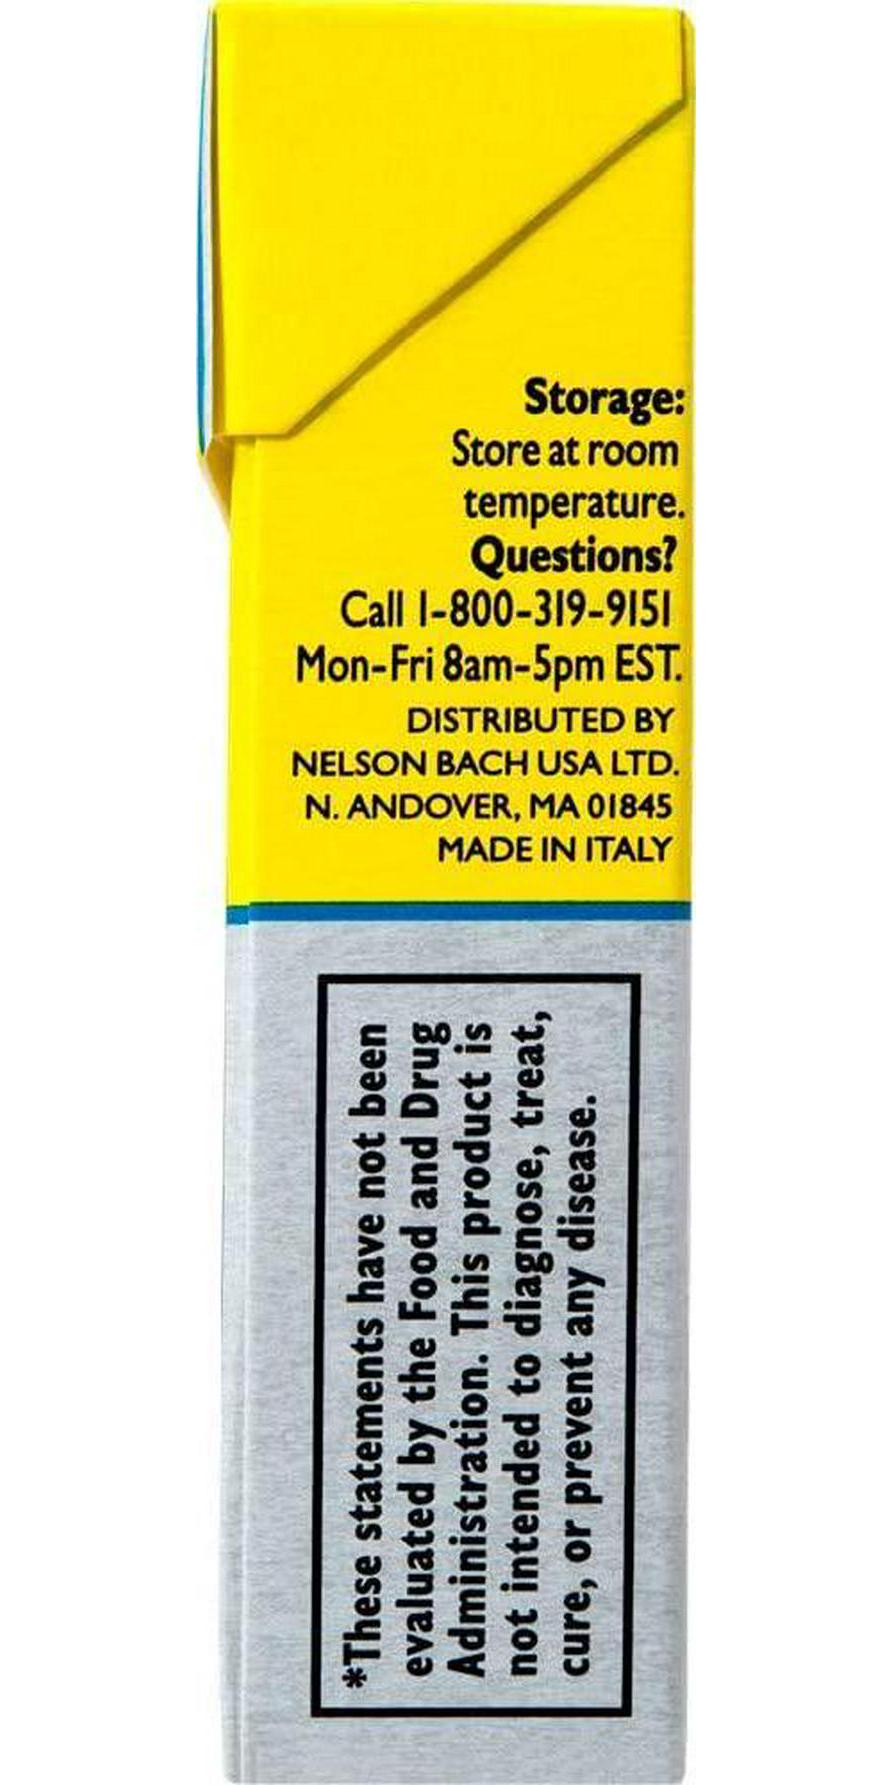 Storage:
Store at room
temperature.
Questions?
Call 1-800-319-9151
Mon-Fri 8am-5pm EST.
DISTRIBUTED BY
NELSON BACH USA LTD.
N. ANDOVER, MA 01845
MADE IN ITALY
*These statements have not been
evaluated by the Food and Drug
Administration. This product is
not intended to diagnose, treat,
cure, or prevent any disease.